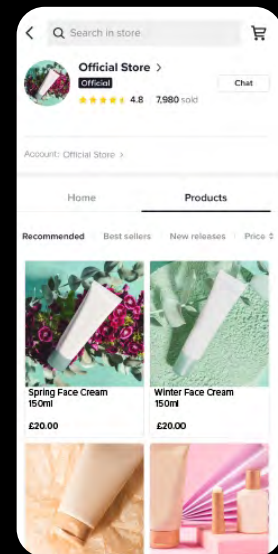 Search in store
Official Store >
Official
Chat
4.8 7,980 sold
Account: Official Store >
Home Products
Recommended Best sellers New releases Price
Spring Face Cream
150ml
£20.00
Winter Face Cream
150ml
£20.00